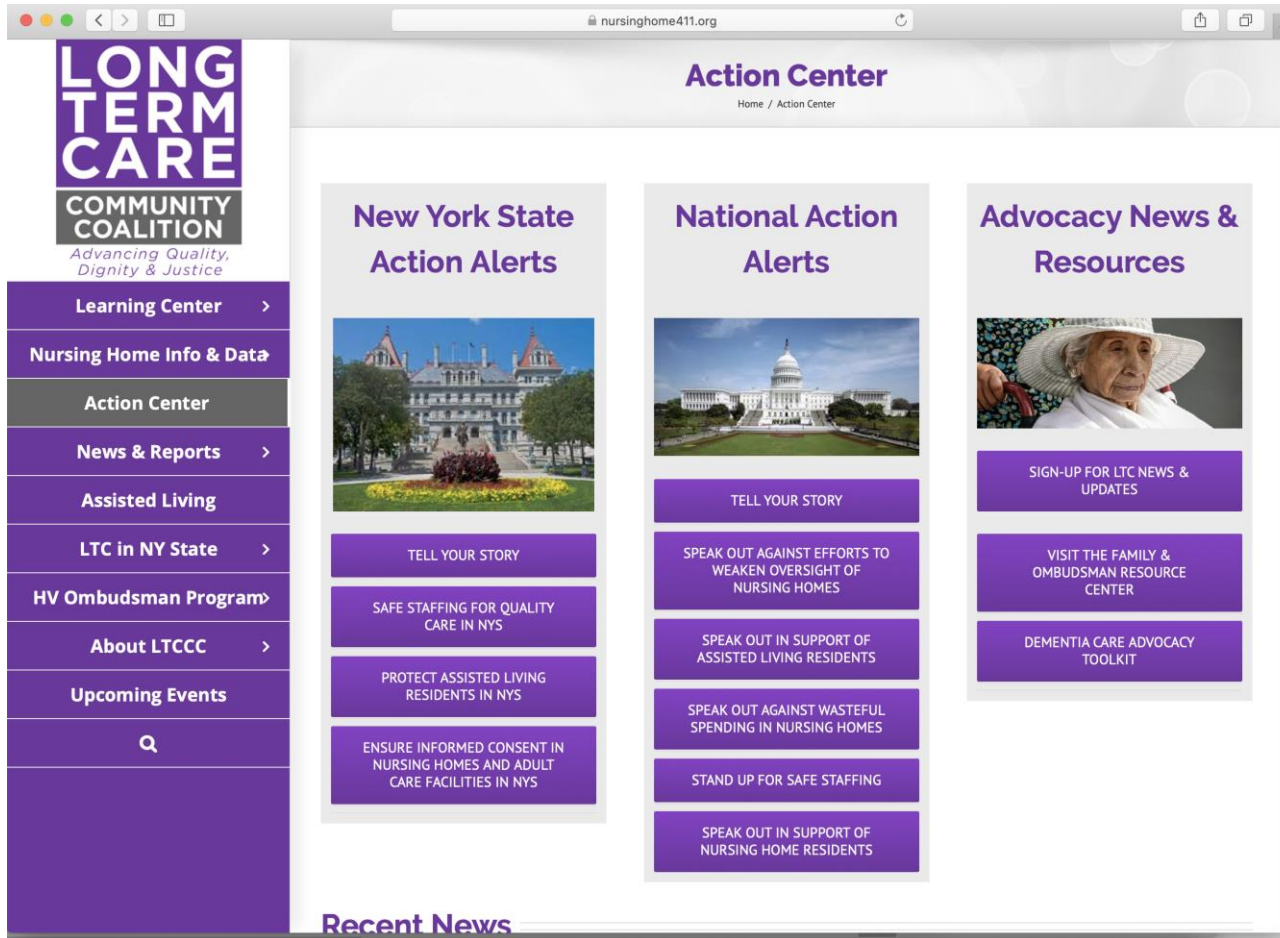 nursinghome411.org
LONG
TERM
CARE
COMMUNITY
COALITION
Advancing Quality,
Dignity & Justice
Learning Center
Nursing Home Info & Data
Action Center
News & Reports
Assisted Living
LTC in NY State
HV Ombudsman Program
About LTCCC
Upcoming Events
Action Center
Home / Action Center
New York State
Action Alerts
TELL YOUR STORY
SAFE STAFFING FOR QUALITY
CARE IN NYS
PROTECT ASSISTED LIVING
RESIDENTS IN NYS
ENSURE INFORMED CONSENT IN
NURSING HOMES AND ADULT
CARE FACILITIES IN NYS
National Action
Alerts
TELL YOUR STORY
SPEAK OUT AGAINST EFFORTS TO
WEAKEN OVERSIGHT OF
NURSING HOMES
SPEAK OUT IN SUPPORT OF
ASSISTED LIVING RESIDENTS
SPEAK OUT AGAINST WASTEFUL
SPENDING IN NURSING HOMES
STAND UP FOR SAFE STAFFING
SPEAK OUT IN SUPPORT OF
NURSING HOME RESIDENTS
Advocacy News &
Resources
SIGN-UP FOR LTC NEWS &
UPDATES
VISIT THE FAMILY &
OMBUDSMAN RESOURCE
CENTER
DEMENTIA CARE ADVOCACY
TOOLKIT
Recent News